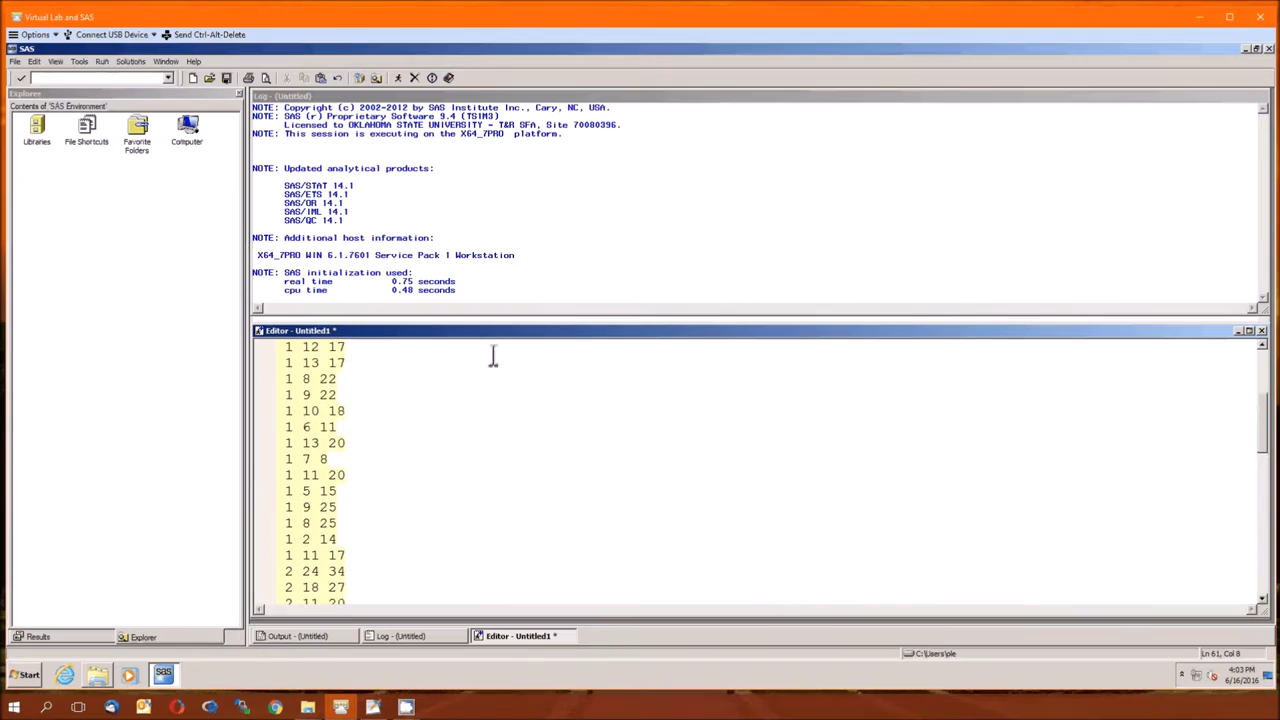 Virtual Lab and SAS
Options Connect USB Device Send Ctrl-Alt-Delete
SAS
File Edit View Tools Run Solutions Window Help
Explorer
Contents of 'SAS Environment'
Libraries File Shortcuts Favorite Folders Computer
Log - (Untitled)
NOTE: Copyright (c) 2002-2012 by SAS Institute Inc., Cary, NC, USA.
NOTE: SAS (r) Proprietary Software 9.4 (TS1M3)
Licensed to OKLAHOMA STATE UNIVERSITY - T&R SFA, Site 70080396.
NOTE: This session is executing on the X64_7PRO platform.
NOTE: Updated analytical products:
SAS/STAT 14.1
SAS/ETS 14.1
SAS/OR 14.1
SAS/IML 14.1
SAS/QC 14.1
NOTE: Additional host information:
X64_7PRO WIN 6.1.7601 Service Pack 1 Workstation
NOTE: SAS initialization used:
real time 0.75 seconds
cpu time 0.48 seconds
Editor - Untitled1 *
1 12 17
1 13 17
1 8 22
1 9 22
1 10 18
1 6 11
1 13 20
1 7 8
1 11 20
1 5 15
1 9 25
1 8 25
1 2 14
1 11 17
2 24 34
2 18 27
2 11 20
Results Explorer
Output - (Untitled) Log - (Untitled) Editor - Untitled1 *
C:\Users\ple
Ln 61, Col 8
Start
sas
4:03 PM
6/16/2016